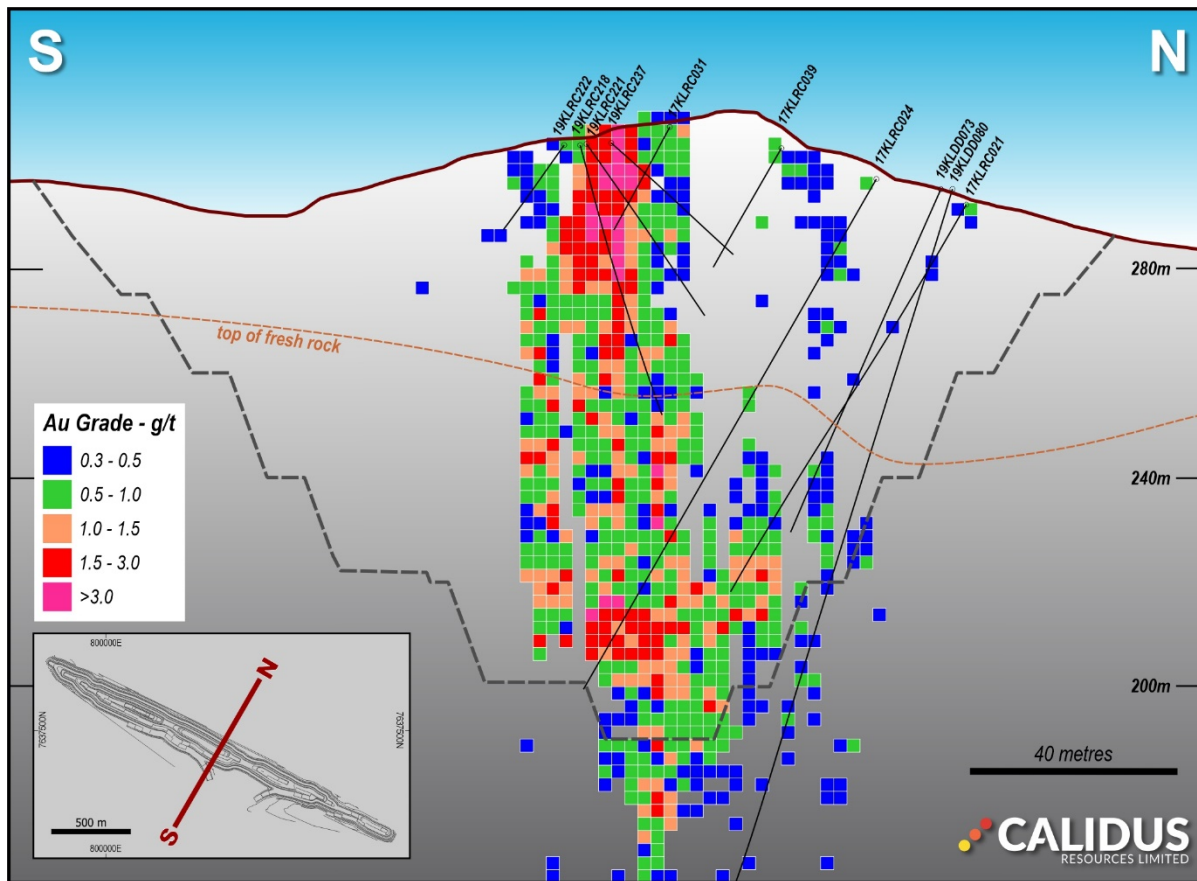 S
N
19KLRC222
19KLRC218
19KLRC221
19KLRC237
17KLRC031
17KLRC039
17KLRC024
19KLDD073
19KLDD080
17KLRC021
280m
top of fresh rock
Au Grade - g/t
0.3 - 0.5
0.5 - 1.0
1.0 - 1.5
1.5 - 3.0
>3.0
240m
200m
40 metres
800000E
N
7637500N
7637500N
500 m
S
800000E
CALIDUS
RESOURCES LIMITED